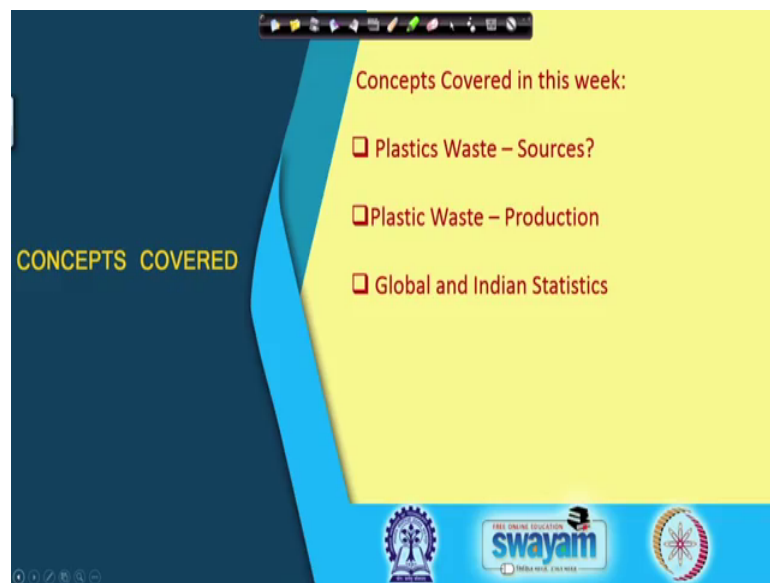 Concepts Covered in this week:
❑ Plastics Waste – Sources?
❑Plastic Waste – Production
❑ Global and Indian Statistics
CONCEPTS COVERED
FREE ONLINE EDUCATION
swayam